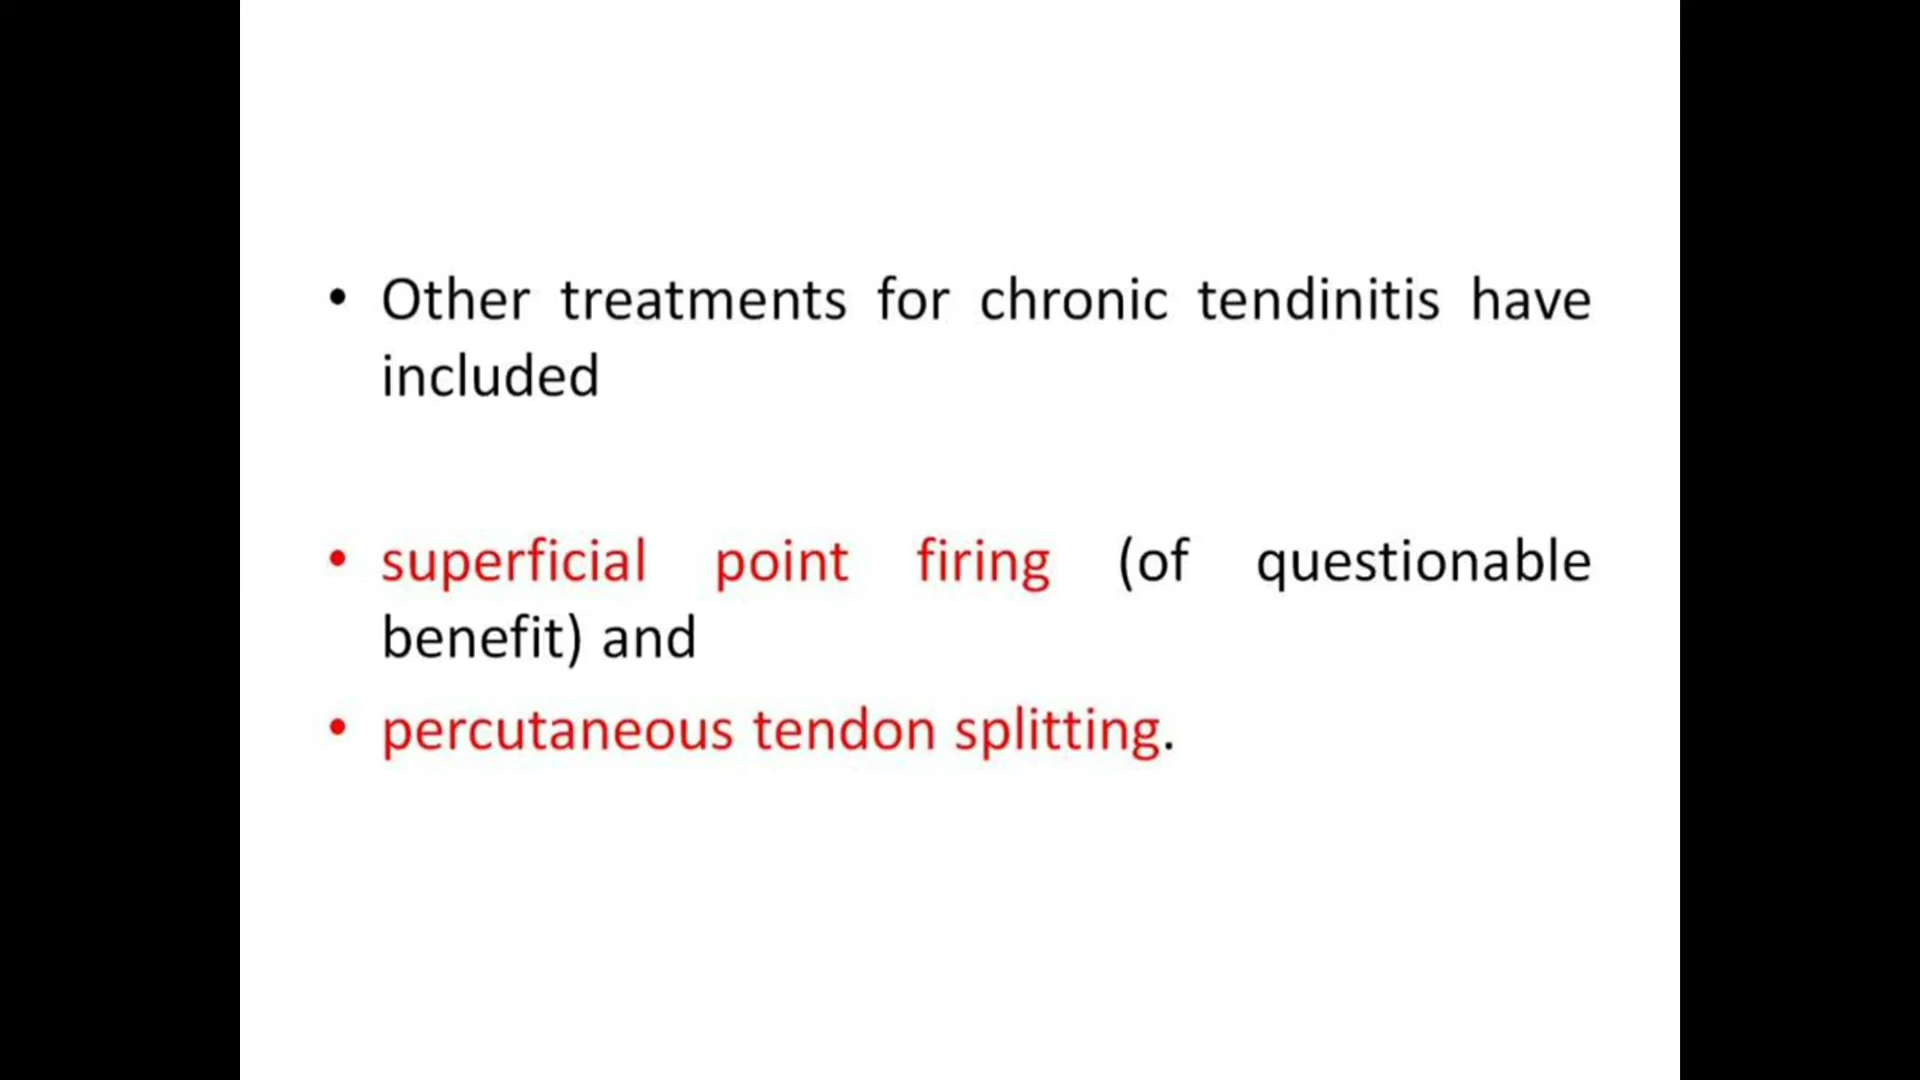 • Other treatments for chronic tendinitis have
included
• superficial point firing (of questionable
benefit) and
• percutaneous tendon splitting.